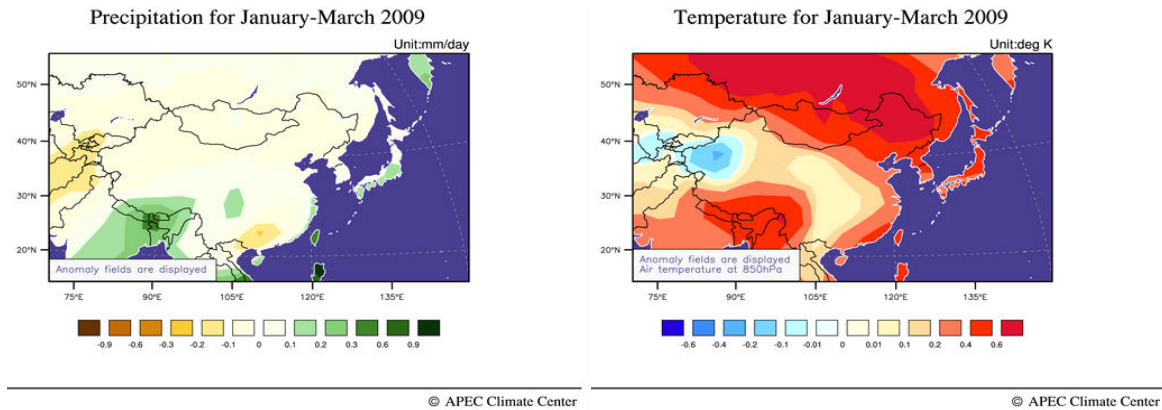 Precipitation for January-March 2009
Unit:mm/day
50°N
40°N
30°N
20°N
Anomaly fields are displayed
75°E 90°E 105°E 120°E 135°E
-0.9 -0.6 -0.3 -0.2 -0.1 0 0.1 0.2 0.3 0.6 0.9
© APEC Climate Center
Temperature for January-March 2009
Unit:deg K
50°N
40°N
30°N
20°N
Anomaly fields are displayed
Air temperature at 850hPa
75°E 90°E 105°E 120°E 135°E
-0.6 -0.4 -0.2 -0.1 -0.01 0 0.01 0.1 0.2 0.4 0.6
© APEC Climate Center